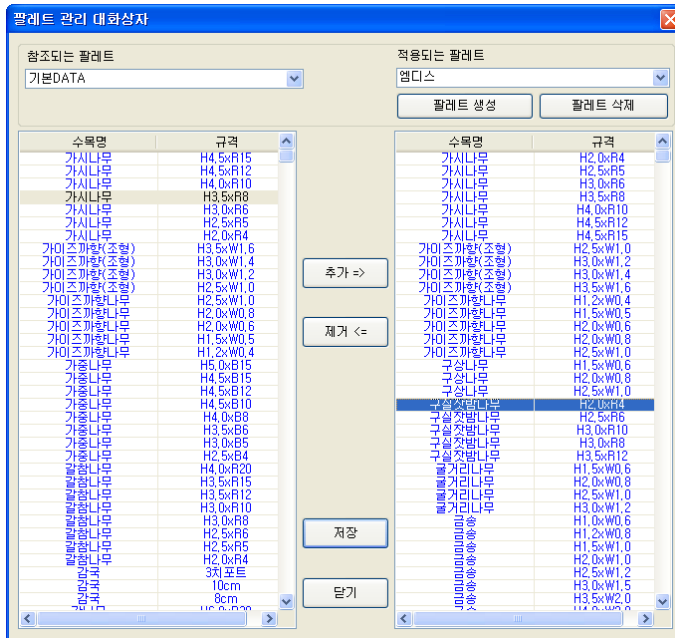 팔레트 관리 대화상자
참조되는 팔레트
기본DATA
적용되는 팔레트
엠디스
팔레트 생성
팔레트 삭제
수목명 규격
가시나무 H4,5xR15
가시나무 H4,5xR12
가시나무 H4,0xR10
가시나무 H3,5xR8
가시나무 H3,0xR6
가시나무 H2,5xR5
가시나무 H2,0xR4
가이즈까향(조형) H3,5xW1,6
가이즈까향(조형) H3,0xW1,4
가이즈까향(조형) H3,0xW1,2
가이즈까향(조형) H2,5xW1,0
가이즈까향나무 H2,5xW1,0
가이즈까향나무 H2,0xW0,8
가이즈까향나무 H2,0xW0,6
가이즈까향나무 H1,5xW0,5
가이즈까향나무 H1,2xW0,4
가중나무 H5,0xB15
가중나무 H4,5xB15
가중나무 H4,5xB12
가중나무 H4,5xB10
가중나무 H4,0xB8
가중나무 H3,5xB6
가중나무 H3,0xB5
가중나무 H2,5xB4
갈참나무 H4,0xR20
갈참나무 H3,5xR15
갈참나무 H3,5xR12
갈참나무 H3,0xR10
갈참나무 H3,0xR8
갈참나무 H2,5xR6
갈참나무 H2,5xR5
갈참나무 H2,0xR4
감국 3치포트
감국 10cm
감국 8cm
추가 =>
제거 <=
저장
닫기
수목명 규격
가시나무 H2,0xR4
가시나무 H2,5xR5
가시나무 H3,0xR6
가시나무 H3,5xR8
가시나무 H4,0xR10
가시나무 H4,5xR12
가시나무 H4,5xR15
가이즈까향(조형) H2,5xW1,0
가이즈까향(조형) H3,0xW1,2
가이즈까향(조형) H3,0xW1,4
가이즈까향(조형) H3,5xW1,6
가이즈까향나무 H1,2xW0,4
가이즈까향나무 H1,5xW0,5
가이즈까향나무 H2,0xW0,6
가이즈까향나무 H2,0xW0,8
가이즈까향나무 H2,5xW1,0
구상나무 H1,5xW0,6
구상나무 H2,0xW0,8
구상나무 H2,5xW1,0
구실잣밤나무 H2,0xR4
구실잣밤나무 H2,5xR6
구실잣밤나무 H3,0xR10
구실잣밤나무 H3,0xR8
구실잣밤나무 H3,5xR12
굴거리나무 H1,5xW0,6
굴거리나무 H2,0xW0,8
굴거리나무 H2,5xW1,0
굴거리나무 H3,0xW1,2
금송 H1,0xW0,6
금송 H1,2xW0,8
금송 H1,5xW1,0
금송 H2,0xW1,0
금송 H2,5xW1,2
금송 H3,0xW1,5
금송 H3,5xW2,0